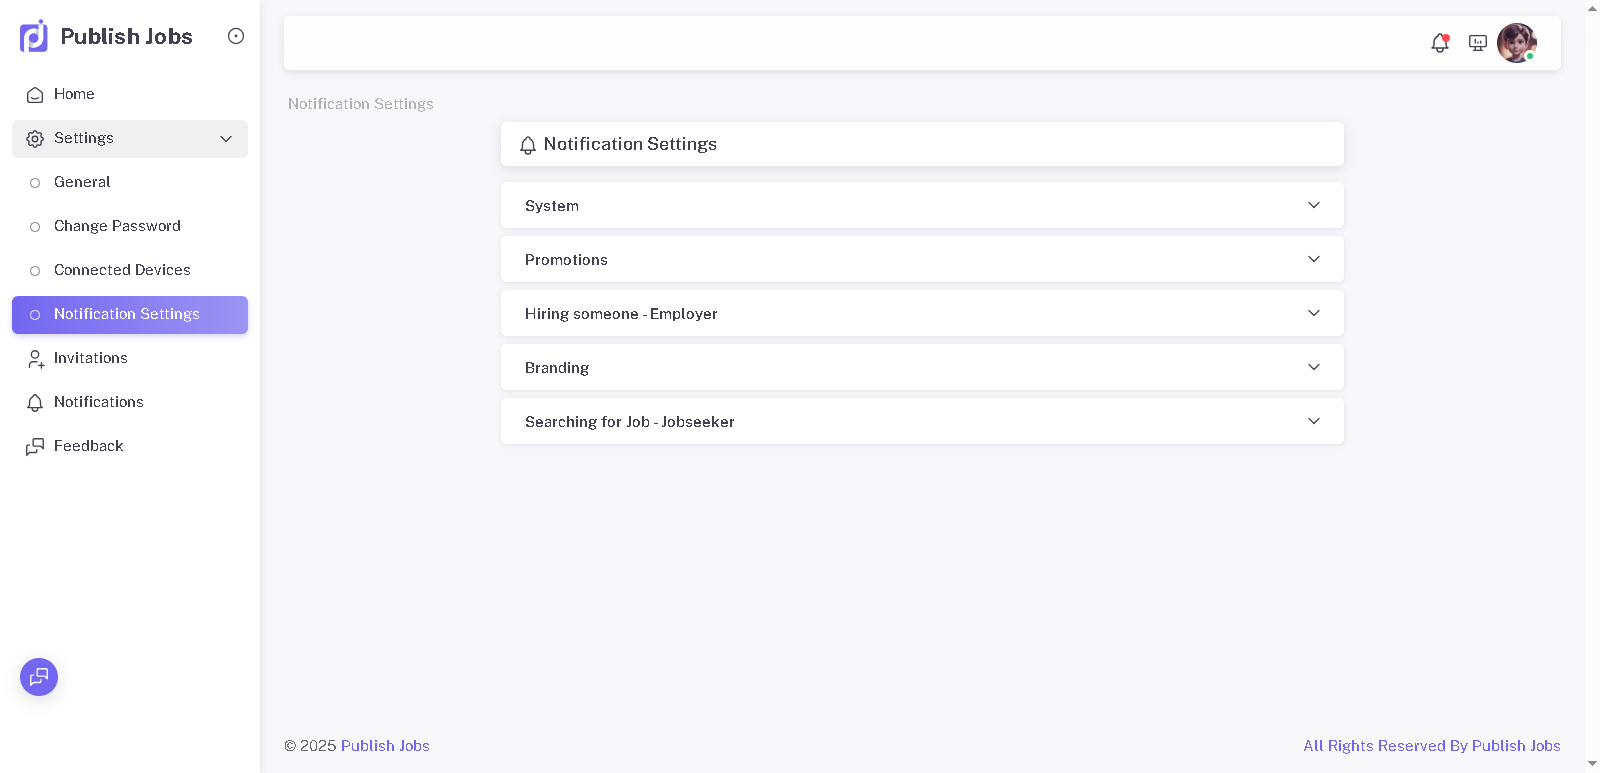 Publish Jobs
Home
Settings
General
Change Password
Connected Devices
Notification Settings
Invitations
Notifications
Feedback
Notification Settings
Notification Settings
System
Promotions
Hiring someone - Employer
Branding
Searching for Job - Jobseeker
© 2025 Publish Jobs
All Rights Reserved By Publish Jobs